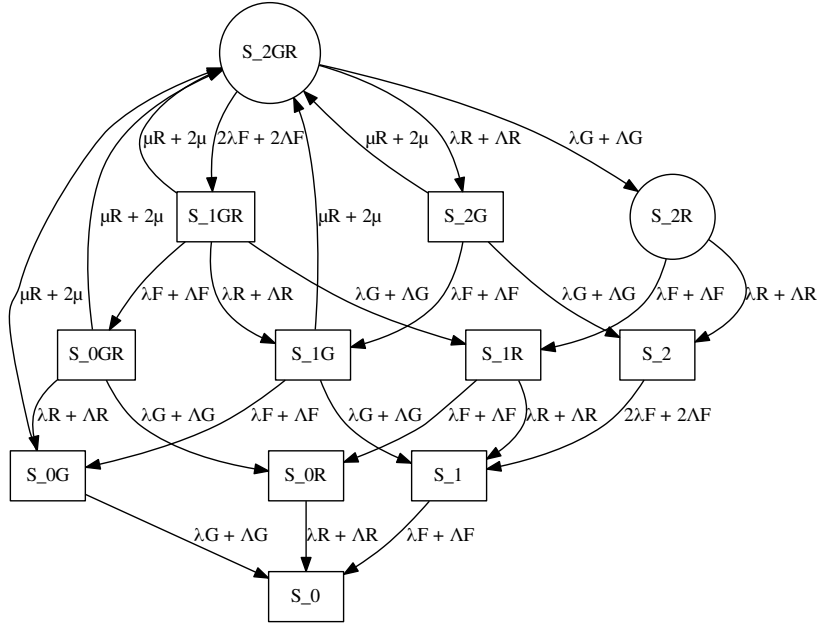 S_2GR
μR + 2μ
2λF + 2ΛF
μR + 2μ
λR + ΛR
λG + ΛG
S_1GR
S_2G
S_2R
μR + 2μ
μR + 2μ
μR + 2μ
λF + ΛF
λR + ΛR
λG + ΛG
λF + ΛF
λG + ΛG
λF + ΛF
λR + ΛR
S_0GR
S_1G
S_1R
S_2
λR + ΛR
λG + ΛG
λF + ΛF
λG + ΛG
λF + ΛF
λR + ΛR
2λF + 2ΛF
S_0G
S_0R
S_1
λG + ΛG
λR + ΛR
λF + ΛF
S_0